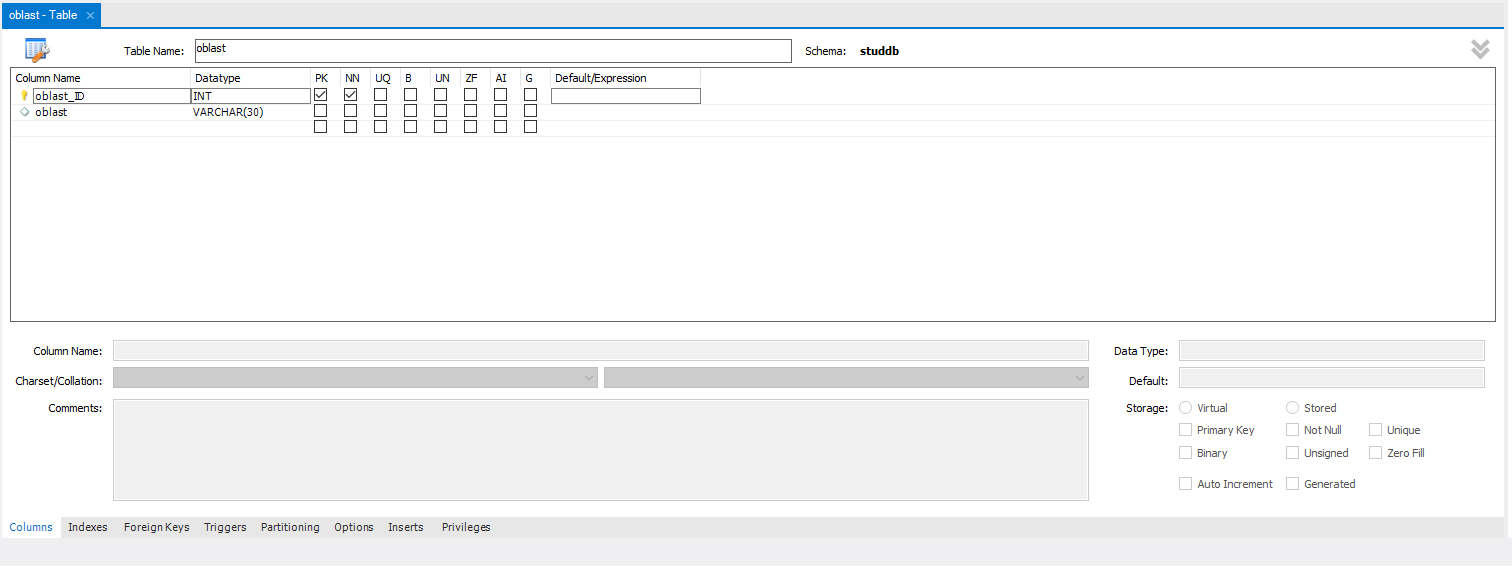 oblast - Table
Table Name: oblast Schema: studdb
Column Name Datatype PK NN UQ B UN ZF AI G Default/Expression
oblast_ID INT
oblast VARCHAR(30)
Column Name: Data Type:
Charset/Collation: Default:
Comments: Storage: Virtual Stored
Primary Key Not Null Unique
Binary Unsigned Zero Fill
Auto Increment Generated
Columns Indexes Foreign Keys Triggers Partitioning Options Inserts Privileges